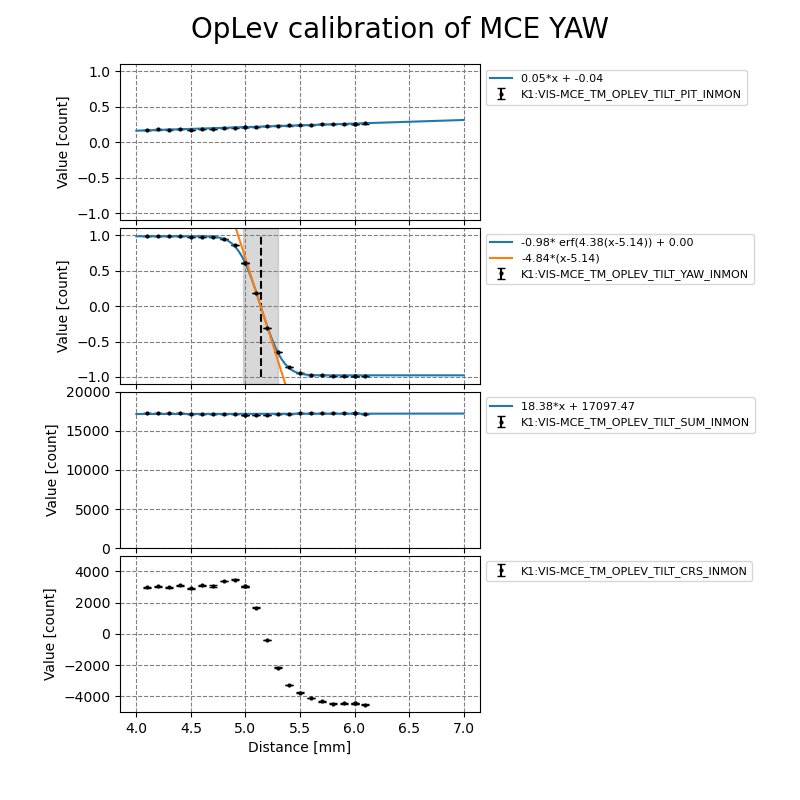 OpLev calibration of MCE YAW
1.0
0.5
0.0
−0.5
−1.0
Value [count]
0.05*x + -0.04
K1:VIS-MCE_TM_OPLEV_TILT_PIT_INMON
1.0
0.5
0.0
−0.5
−1.0
Value [count]
-0.98* erf(4.38(x-5.14)) + 0.00
-4.84*(x-5.14)
K1:VIS-MCE_TM_OPLEV_TILT_YAW_INMON
20000
15000
10000
5000
0
Value [count]
18.38*x + 17097.47
K1:VIS-MCE_TM_OPLEV_TILT_SUM_INMON
4000
2000
0
−2000
−4000
Value [count]
K1:VIS-MCE_TM_OPLEV_TILT_CRS_INMON
4.0 4.5 5.0 5.5 6.0 6.5 7.0
Distance [mm]